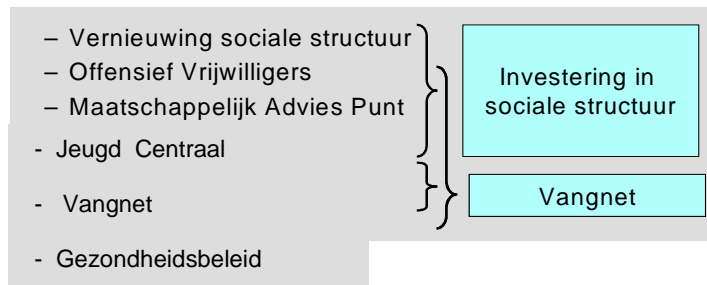 – Vernieuwing sociale structuur
– Offensief Vrijwilligers
– Maatschappelijk Advies Punt
- Jeugd Centraal
- Vangnet
- Gezondheidsbeleid
Investering in
sociale structuur
Vangnet